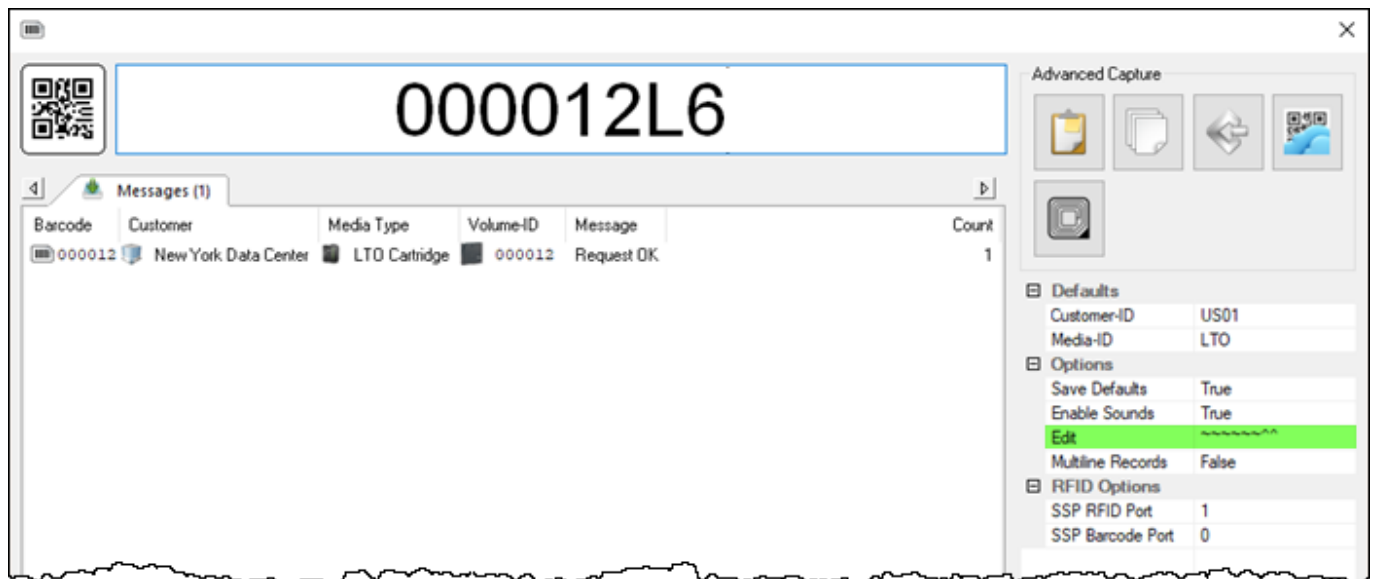 000012L6
Advanced Capture
Messages (1)
Barcode Customer Media Type Volume-ID Message Count
000012 New York Data Center LTO Cartridge 000012 Request OK 1
Defaults
Customer-ID US01
Media-ID LTO
Options
Save Defaults True
Enable Sounds True
Edit ~~~~~~^^
Multiline Records False
RFID Options
SSP RFID Port 1
SSP Barcode Port 0